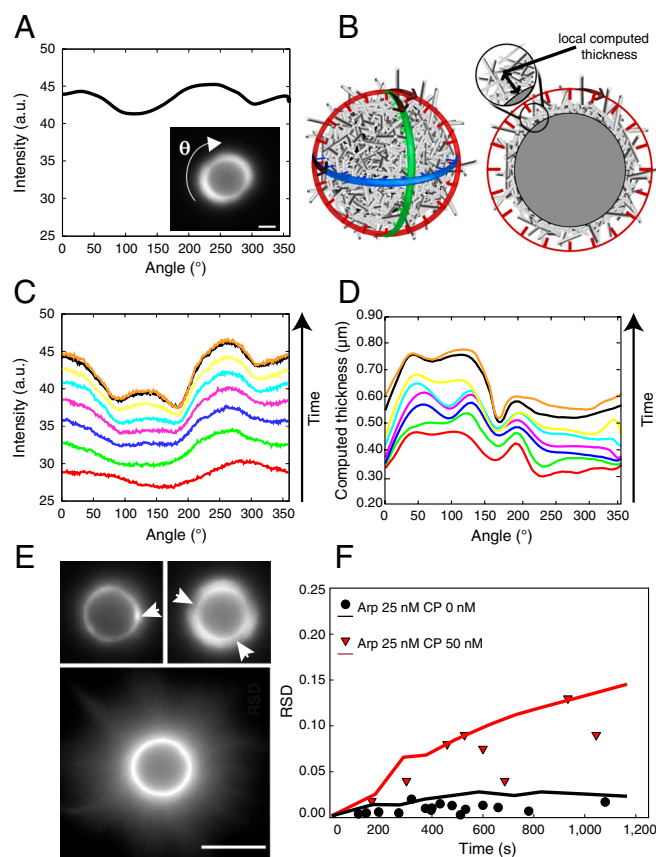 A
50
45
40
35
30
25
Intensity (a.u.)
θ
0 50 100 150 200 250 300 350
Angle (°)
B
local computed
thickness
C
50
45
40
35
30
25
Intensity (a.u.)
0 50 100 150 200 250 300 350
Angle (°)
Time
D
0.90
0.80
0.70
0.60
0.50
0.40
0.30
0.20
Computed thickness (µm)
0 50 100 150 200 250 300 350
Angle (°)
Time
E
RSD
F
0.25
0.20
0.15
0.10
0.05
0.00
RSD
Arp 25 nM CP 0 nM
Arp 25 nM CP 50 nM
0 200 400 600 800 1,000 1,200
Time (s)